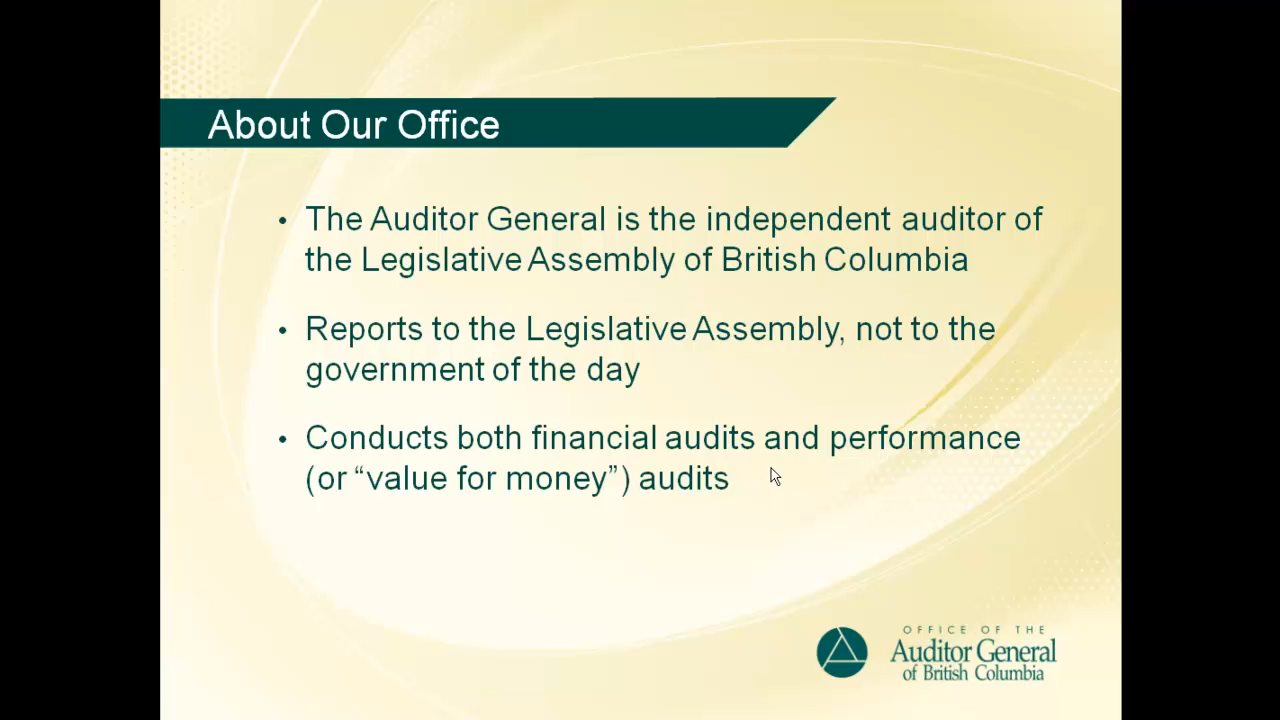 About Our Office
• The Auditor General is the independent auditor of
the Legislative Assembly of British Columbia
• Reports to the Legislative Assembly, not to the
government of the day
• Conducts both financial audits and performance
(or “value for money”) audits
OFFICE OF THE
Auditor General
of British Columbia